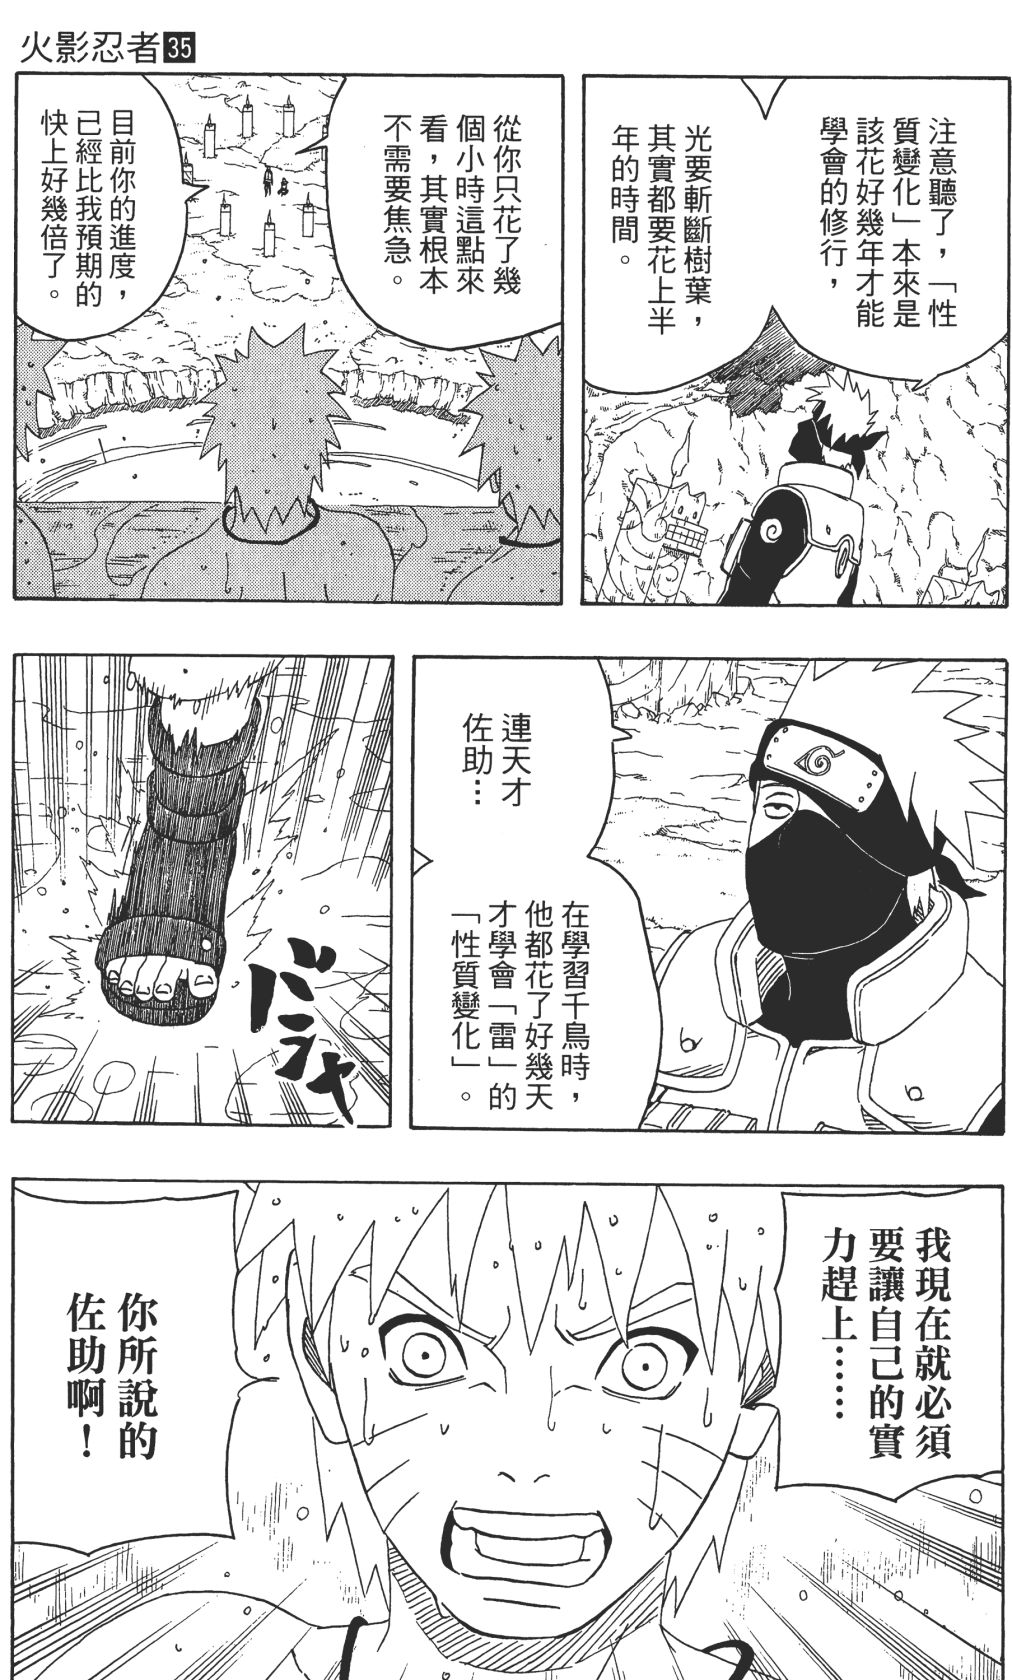 火影忍者35
注意聽了，「性
質變化」本來是
該花好幾年才能
學會的修行，
光要斬斷樹葉，
其實都要花上半
年的時間。
從你只花了幾
個小時這點來
看，其實根本
不需要焦急。
目前你的進度，
已經比我預期的
快上好幾倍了。
連天才
佐助…
在學習千鳥時，
他都花了好幾天
才學會「雷」的
「性質變化」。
バシャ
我現在就必須
要讓自己的實
力趕上……
你所說的
佐助啊！